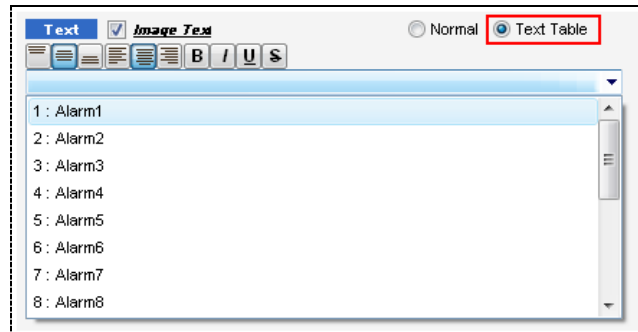 Text Image Text Normal Text Table
B I U S
1 : Alarm1
2 : Alarm2
3 : Alarm3
4 : Alarm4
5 : Alarm5
6 : Alarm6
7 : Alarm7
8 : Alarm8